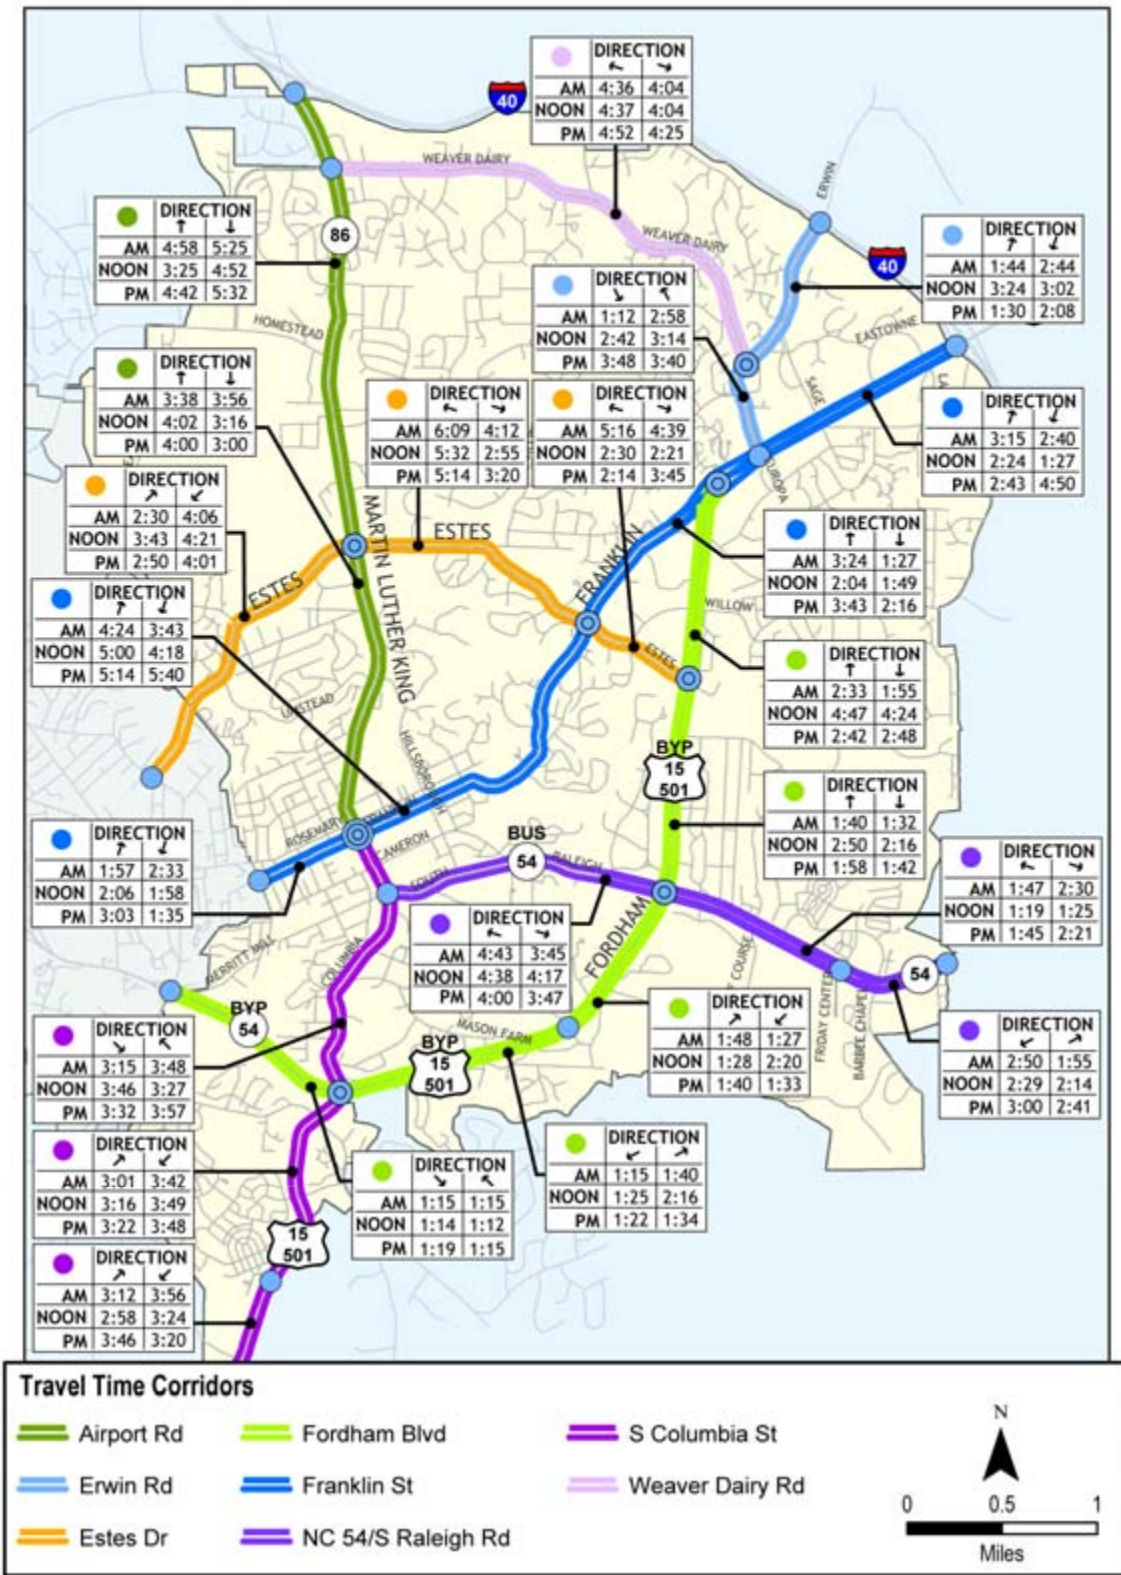 DIRECTION
AM 4:36 4:04
NOON 4:37 4:04
PM 4:52 4:25
40
WEAVER DAIRY
ERWIN
DIRECTION
AM 4:58 5:25
NOON 3:25 4:52
PM 4:42 5:32
86
WEAVER DAIRY
40
DIRECTION
AM 1:44 2:44
NOON 3:24 3:02
PM 1:30 2:08
DIRECTION
AM 1:12 2:58
NOON 2:42 3:14
PM 3:48 3:40
HOMESTEAD
EASTOWNE
DIRECTION
AM 3:38 3:56
NOON 4:02 3:16
PM 4:00 3:00
DIRECTION
AM 6:09 4:12
NOON 5:32 2:55
PM 5:14 3:20
DIRECTION
AM 5:16 4:39
NOON 2:30 2:21
PM 2:14 3:45
SAGE
LA
DIRECTION
AM 3:15 2:40
NOON 2:24 1:27
PM 2:43 4:50
EUROPA
DIRECTION
AM 2:30 4:06
NOON 3:43 4:21
PM 2:50 4:01
MARTIN LUTHER KING
ESTES
FRANKLIN
DIRECTION
AM 3:24 1:27
NOON 2:04 1:49
PM 3:43 2:16
ESTES
WILLOW
DIRECTION
AM 4:24 3:43
NOON 5:00 4:18
PM 5:14 5:40
ESTES
DIRECTION
AM 2:33 1:55
NOON 4:47 4:24
PM 2:42 2:48
UMSTEAD
HILLSBOROUGH
BYP
15
501
DIRECTION
AM 1:40 1:32
NOON 2:50 2:16
PM 1:58 1:42
ROSEMARY
CAMERON
BUS
54
RALEIGH
SOUTH
DIRECTION
AM 1:57 2:33
NOON 2:06 1:58
PM 3:03 1:35
DIRECTION
AM 1:47 2:30
NOON 1:19 1:25
PM 1:45 2:21
DIRECTION
AM 4:43 3:45
NOON 4:38 4:17
PM 4:00 3:47
FORDHAM
MERRITT MILL
COLUMBIA
COURSE
FRIDAY CENTER
BARBEE CHAPEL
54
BYP
54
MASON FARM
BYP
15
501
DIRECTION
AM 1:48 1:27
NOON 1:28 2:20
PM 1:40 1:33
DIRECTION
AM 2:50 1:55
NOON 2:29 2:14
PM 3:00 2:41
DIRECTION
AM 3:15 3:48
NOON 3:46 3:27
PM 3:32 3:57
DIRECTION
AM 3:01 3:42
NOON 3:16 3:49
PM 3:22 3:48
DIRECTION
AM 1:15 1:15
NOON 1:14 1:12
PM 1:19 1:15
DIRECTION
AM 1:15 1:40
NOON 1:25 2:16
PM 1:22 1:34
15
501
DIRECTION
AM 3:12 3:56
NOON 2:58 3:24
PM 3:46 3:20
Travel Time Corridors
Airport Rd
Fordham Blvd
S Columbia St
Erwin Rd
Franklin St
Weaver Dairy Rd
Estes Dr
NC 54/S Raleigh Rd
N
0 0.5 1
Miles